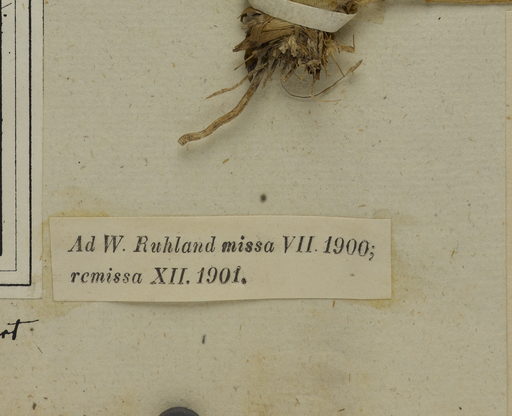 Ad W. Ruhland missa VII. 1900;
remissa XII. 1901.